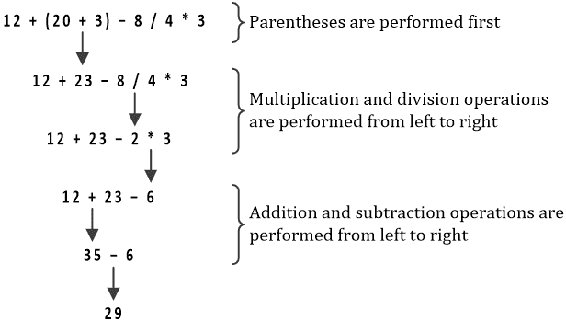 12 + (20 + 3) - 8 / 4 * 3
Parentheses are performed first
12 + 23 - 8 / 4 * 3
Multiplication and division operations
are performed from left to right
12 + 23 - 2 * 3
12 + 23 - 6
Addition and subtraction operations are
performed from left to right
35 - 6
29